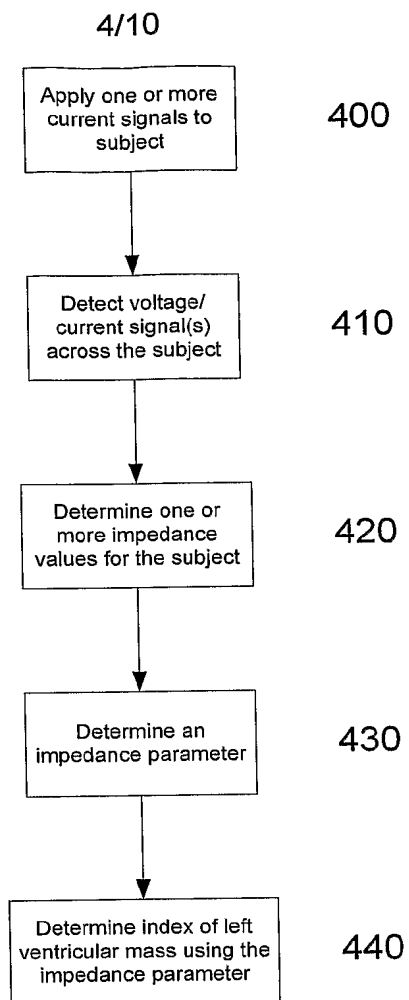 4/10
Apply one or more
current signals to
subject
400
Detect voltage/
current signal(s)
across the subject
410
Determine one or
more impedance
values for the subject
420
Determine an
impedance parameter
430
Determine index of left
ventricular mass using the
impedance parameter
440